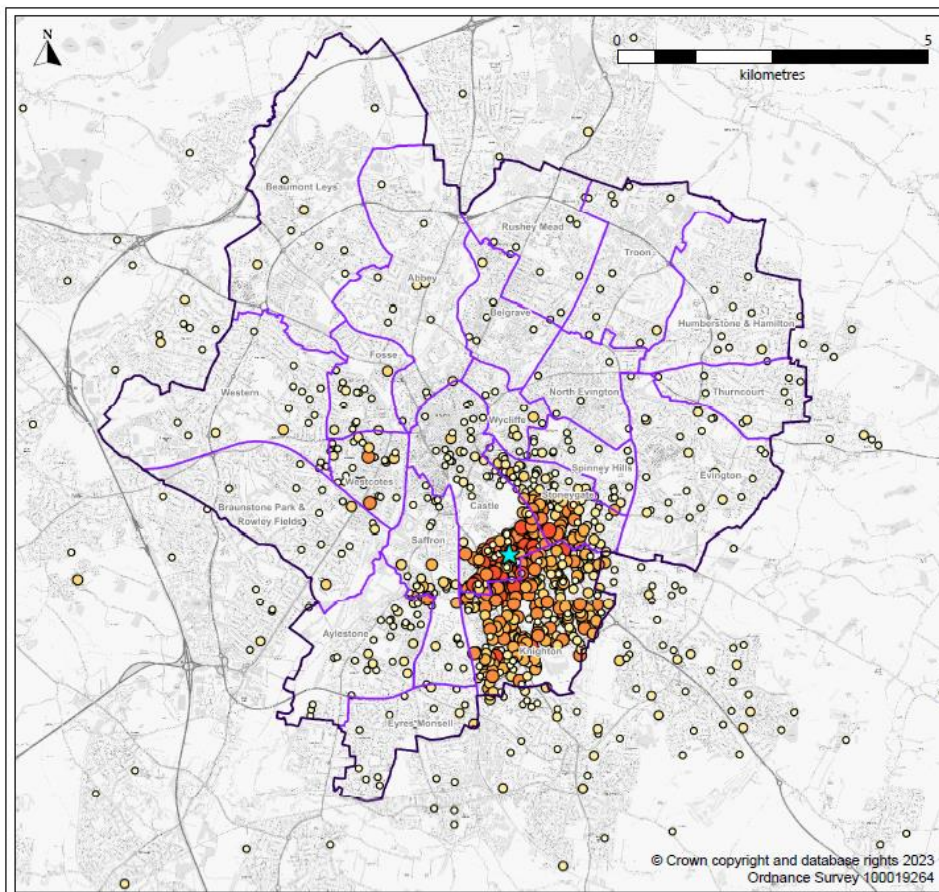 N
0 5
kilometres
Beaumont Leys
Rushey Mead
Troon
Abbey
Belgrave
Humberstone & Hamilton
Fosse
Western
North Evington
Thurncourt
Wycliffe
Spinney Hills
Evington
Westcotes
Stoneygate
Castle
Braunstone Park &
Rowley Fields
Saffron
Aylestone
Knighton
Eyres Monsell
© Crown copyright and database rights 2023
Ordnance Survey 100019264